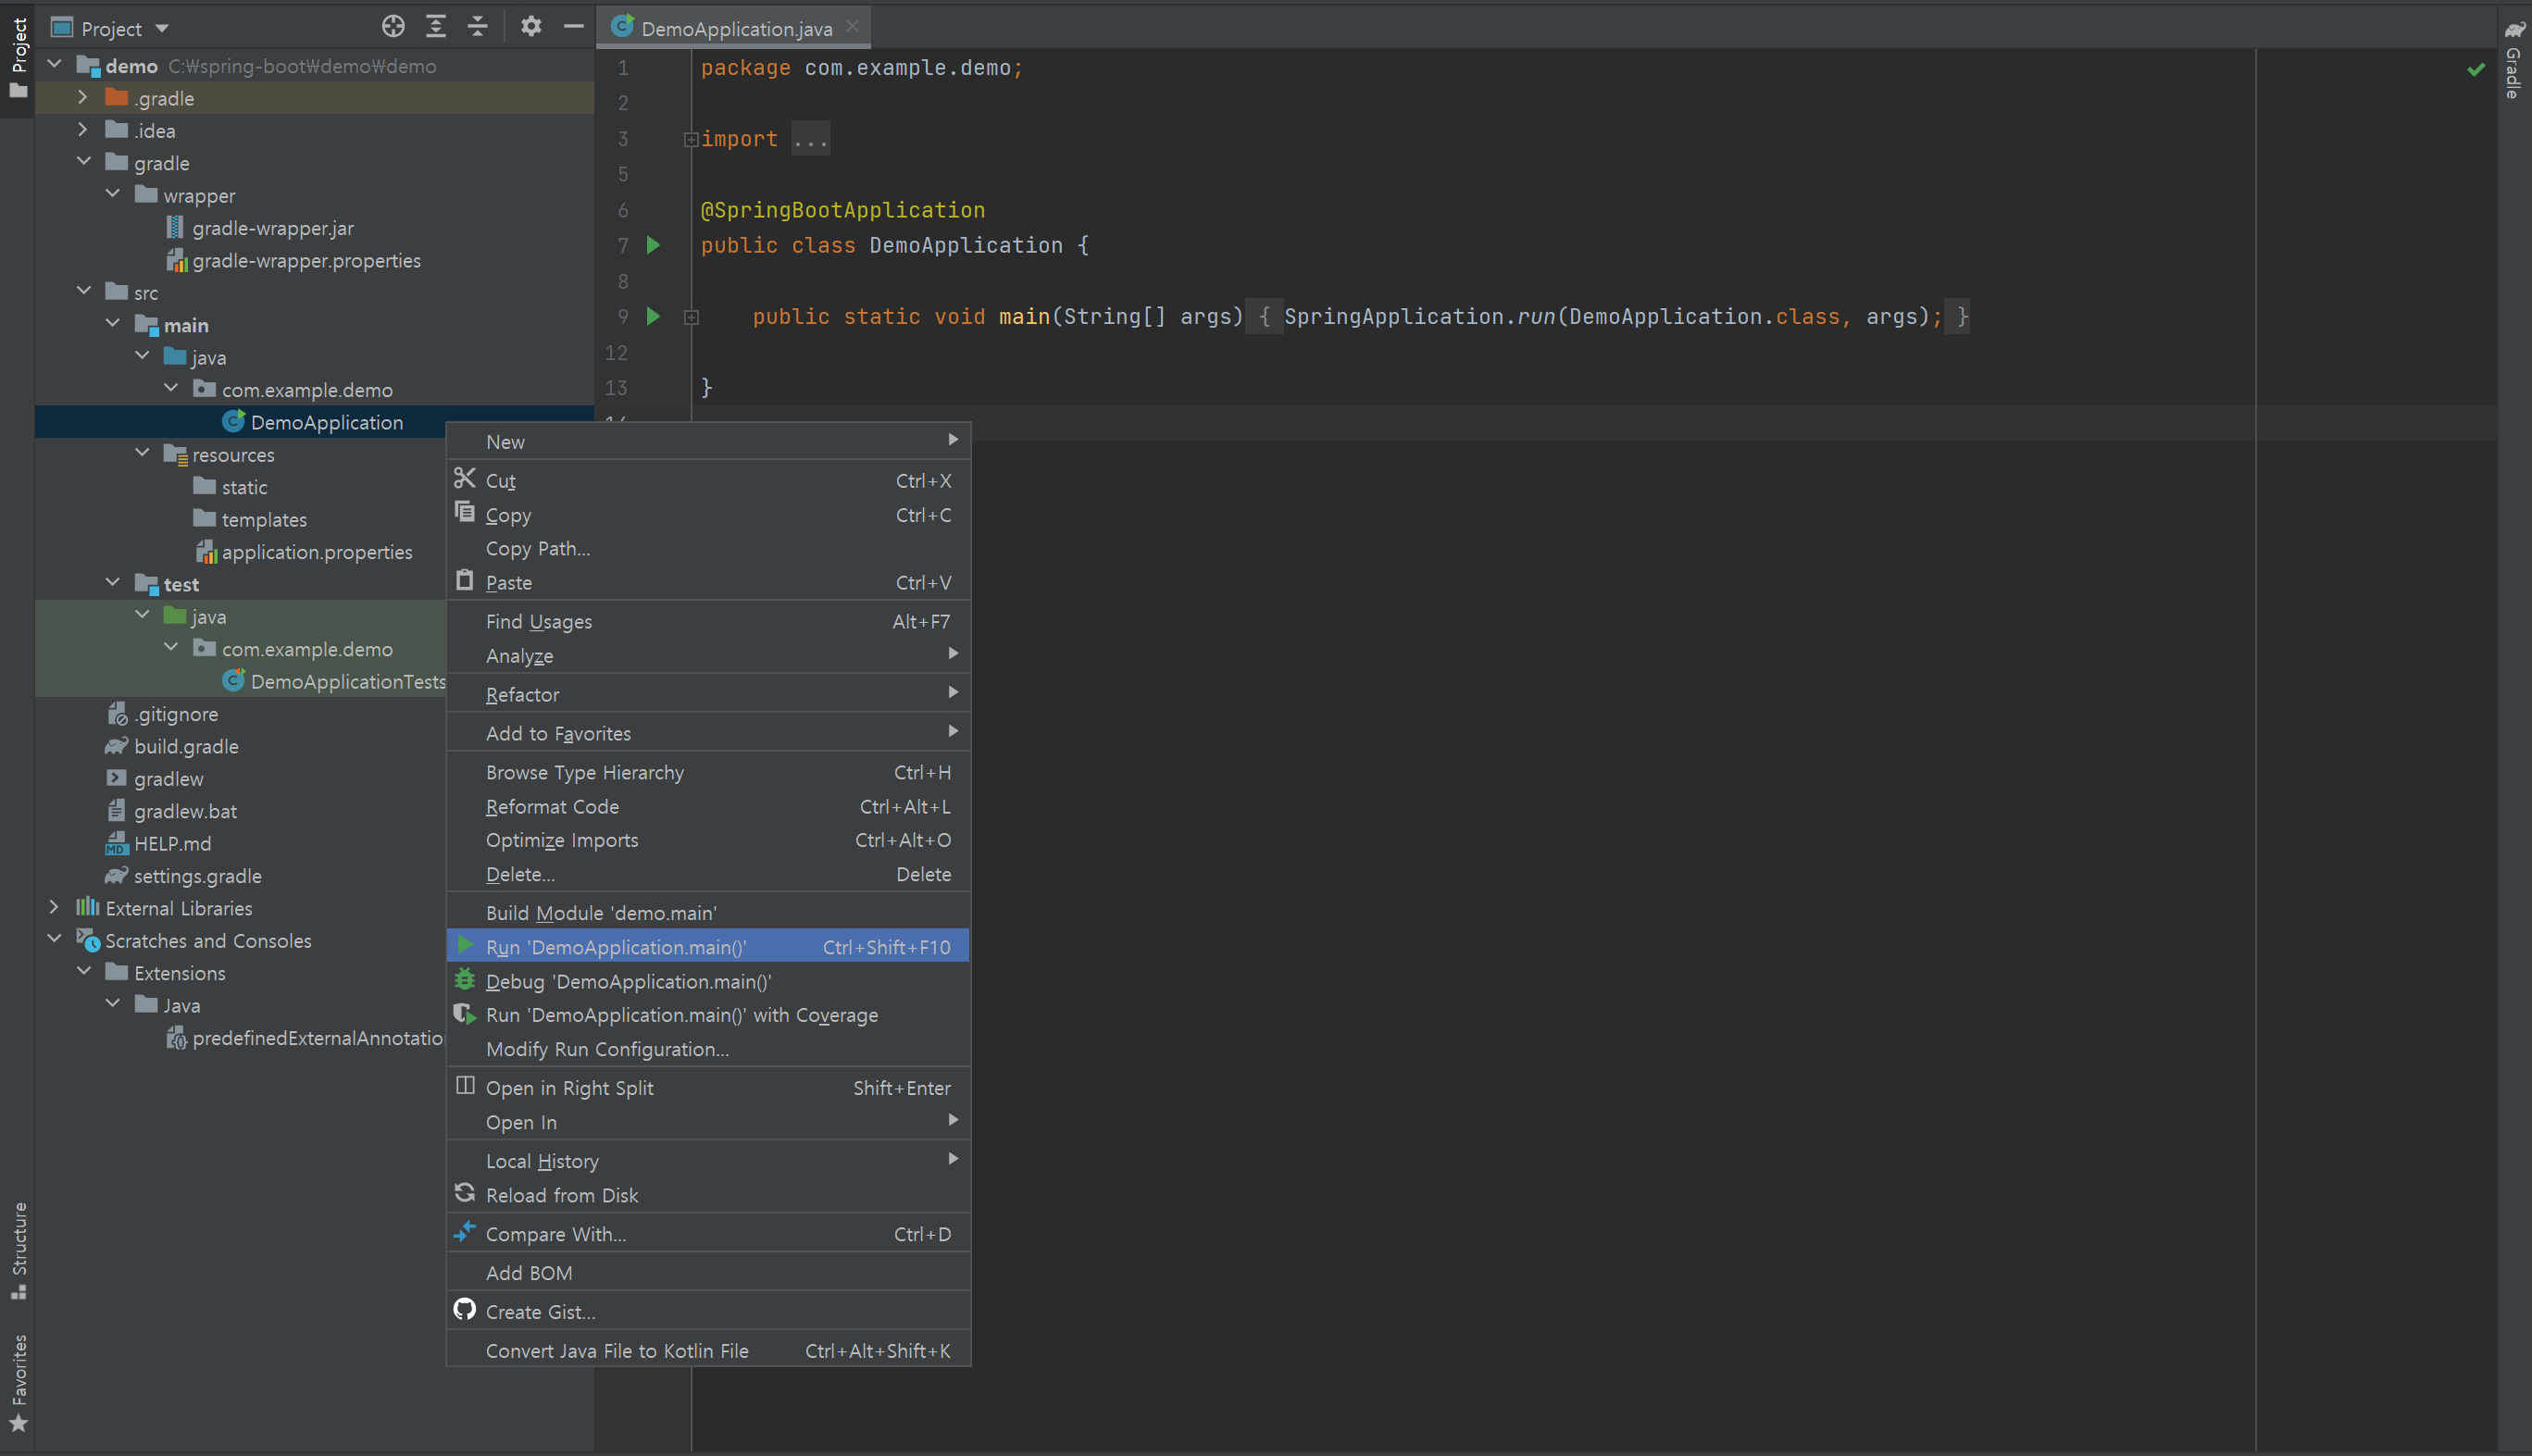 Project
Project
demo C:\spring-boot\demo\demo
.gradle
.idea
gradle
wrapper
gradle-wrapper.jar
gradle-wrapper.properties
src
main
java
com.example.demo
DemoApplication
resources
static
templates
application.properties
test
java
com.example.demo
DemoApplicationTests
.gitignore
build.gradle
gradlew
gradlew.bat
MD HELP.md
settings.gradle
External Libraries
Scratches and Consoles
Extensions
Java
predefinedExternalAnnotatio
Structure
Favorites
DemoApplication.java
1 package com.example.demo;
2
3 import ...
5
6 @SpringBootApplication
7 public class DemoApplication {
8
9 public static void main(String[] args) { SpringApplication.run(DemoApplication.class, args); }
12
13 }
New
Cut Ctrl+X
Copy Ctrl+C
Copy Path...
Paste Ctrl+V
Find Usages Alt+F7
Analyze
Refactor
Add to Favorites
Browse Type Hierarchy Ctrl+H
Reformat Code Ctrl+Alt+L
Optimize Imports Ctrl+Alt+O
Delete... Delete
Build Module 'demo.main'
Run 'DemoApplication.main()' Ctrl+Shift+F10
Debug 'DemoApplication.main()'
Run 'DemoApplication.main()' with Coverage
Modify Run Configuration...
Open in Right Split Shift+Enter
Open In
Local History
Reload from Disk
Compare With... Ctrl+D
Add BOM
Create Gist...
Convert Java File to Kotlin File Ctrl+Alt+Shift+K
Gradle